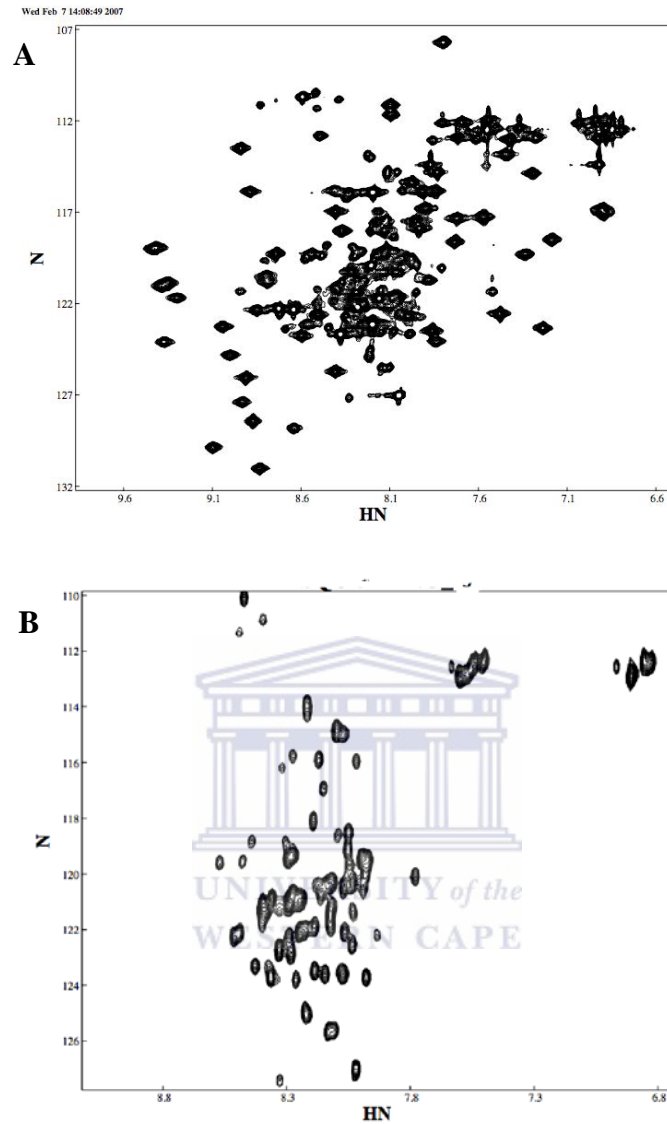 Wed Feb 7 14:08:49 2007
A
107
112
117
N
122
127
132
9.6 9.1 8.6 8.1 7.6 7.1 6.6
HN
B
110
112
114
116
118
N
120
UNIVERSITY of the
122
WESTERN CAPE
124
126
8.8 8.3 7.8 7.3 6.8
HN